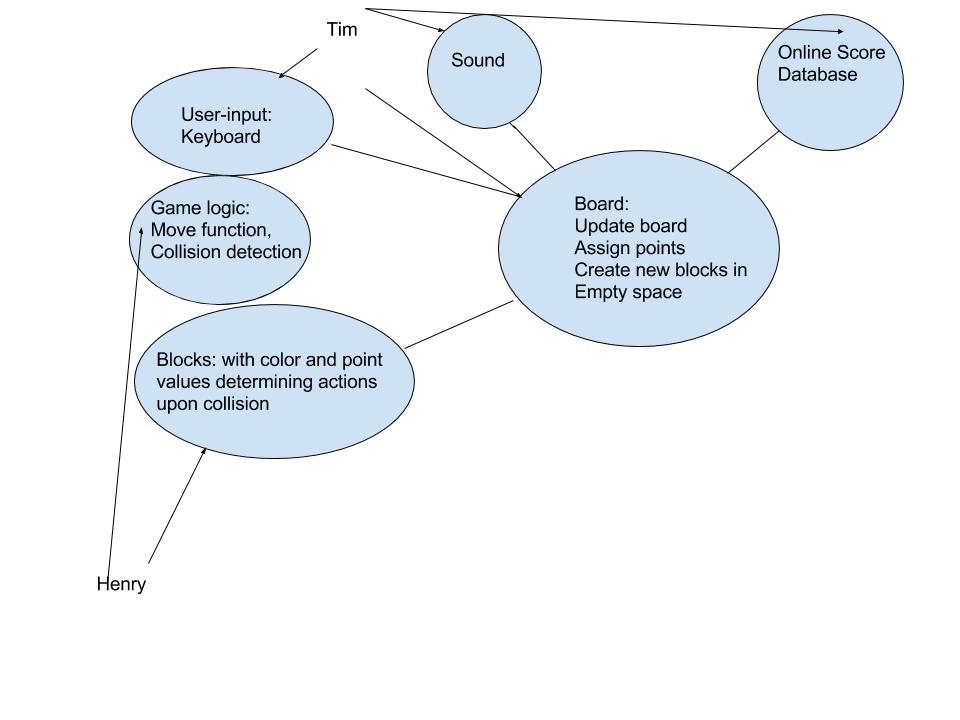 Tim
Sound
Online Score
Database
User-input:
Keyboard
Game logic:
Move function,
Collision detection
Board:
Update board
Assign points
Create new blocks in
Empty space
Blocks: with color and point
values determining actions
upon collision
Henry